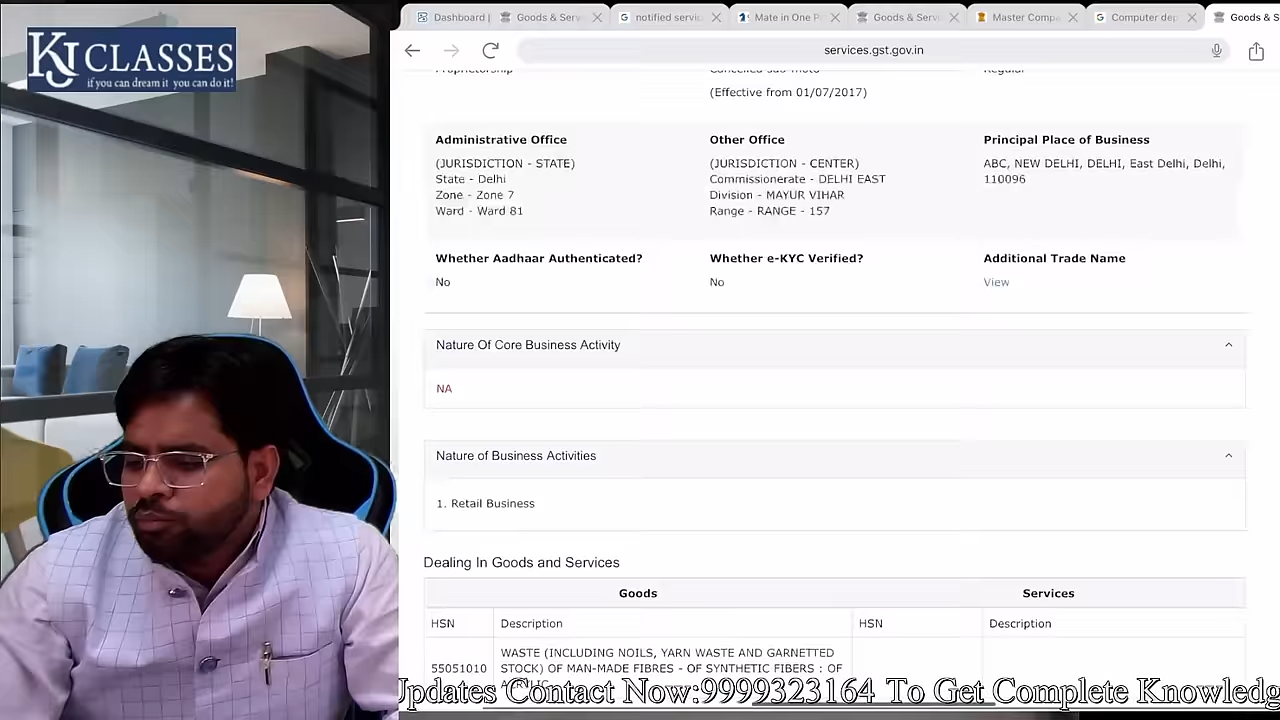 KJ CLASSES
if you can dream it you can do it!
Dashboard |
Goods & Serv
notified servic
Mate in One P
Goods & Serv
Master Compa
Computer dep
Goods & S
services.gst.gov.in
Proprietorship
Regular
(Effective from 01/07/2017)
Administrative Office
(JURISDICTION - STATE)
State - Delhi
Zone - Zone 7
Ward - Ward 81
Other Office
(JURISDICTION - CENTER)
Commissionerate - DELHI EAST
Division - MAYUR VIHAR
Range - RANGE - 157
Principal Place of Business
ABC, NEW DELHI, DELHI, East Delhi, Delhi,
110096
Whether Aadhaar Authenticated?
No
Whether e-KYC Verified?
No
Additional Trade Name
View
Nature Of Core Business Activity
NA
Nature of Business Activities
1. Retail Business
Dealing In Goods and Services
Goods
Services
HSN
Description
HSN
Description
55051010
WASTE (INCLUDING NOILS, YARN WASTE AND GARNETTED
STOCK) OF MAN-MADE FIBRES - OF SYNTHETIC FIBERS : OF
Updates Contact Now:9999323164 To Get Complete Knowledg